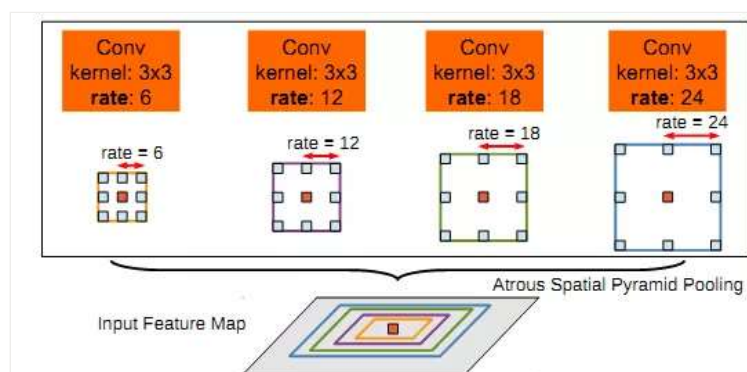 Conv
kernel: 3x3
rate: 6
Conv
kernel: 3x3
rate: 12
Conv
kernel: 3x3
rate: 18
Conv
kernel: 3x3
rate: 24
rate = 6
rate = 12
rate = 18
rate = 24
Atrous Spatial Pyramid Pooling
Input Feature Map